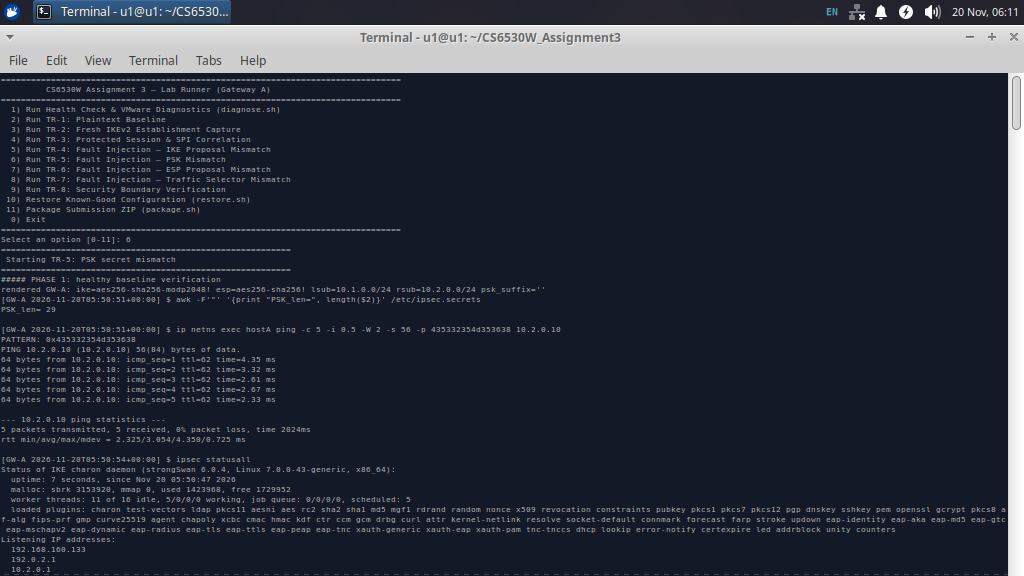 Terminal - u1@u1: ~/CS6530...
EN
20 Nov, 06:11
Terminal - u1@u1: ~/CS6530W_Assignment3
File Edit View Terminal Tabs Help
================================================================================
CS6530W Assignment 3 — Lab Runner (Gateway A)
================================================================================
1) Run Health Check & VMware Diagnostics (diagnose.sh)
2) Run TR-1: Plaintext Baseline
3) Run TR-2: Fresh IKEv2 Establishment Capture
4) Run TR-3: Protected Session & SPI Correlation
5) Run TR-4: Fault Injection — IKE Proposal Mismatch
6) Run TR-5: Fault Injection — PSK Mismatch
7) Run TR-6: Fault Injection — ESP Proposal Mismatch
8) Run TR-7: Fault Injection — Traffic Selector Mismatch
9) Run TR-8: Security Boundary Verification
10) Restore Known-Good Configuration (restore.sh)
11) Package Submission ZIP (package.sh)
0) Exit
================================================================================
Select an option [0-11]: 6
==========================================================
Starting TR-5: PSK secret mismatch
==========================================================
##### PHASE 1: healthy baseline verification
rendered GW-A: ike=aes256-sha256-modp2048! esp=aes256-sha256! lsub=10.1.0.0/24 rsub=10.2.0.0/24 psk_suffix=''
[GW-A 2026-11-20T05:50:51+00:00] $ awk -F'"' '{print "PSK_len=", length($2)}' /etc/ipsec.secrets
PSK_len= 29
[GW-A 2026-11-20T05:50:51+00:00] $ ip netns exec hostA ping -c 5 -i 0.5 -W 2 -s 56 -p 435332354d353638 10.2.0.10
PATTERN: 0x435332354d353638
PING 10.2.0.10 (10.2.0.10) 56(84) bytes of data.
64 bytes from 10.2.0.10: icmp_seq=1 ttl=62 time=4.35 ms
64 bytes from 10.2.0.10: icmp_seq=2 ttl=62 time=3.32 ms
64 bytes from 10.2.0.10: icmp_seq=3 ttl=62 time=2.61 ms
64 bytes from 10.2.0.10: icmp_seq=4 ttl=62 time=2.67 ms
64 bytes from 10.2.0.10: icmp_seq=5 ttl=62 time=2.33 ms
--- 10.2.0.10 ping statistics ---
5 packets transmitted, 5 received, 0% packet loss, time 2024ms
rtt min/avg/max/mdev = 2.325/3.054/4.350/0.725 ms
[GW-A 2026-11-20T05:50:54+00:00] $ ipsec statusall
Status of IKE charon daemon (strongSwan 6.0.4, Linux 7.0.0-43-generic, x86_64):
uptime: 7 seconds, since Nov 20 05:50:47 2026
malloc: sbrk 3153920, mmap 0, used 1423968, free 1729952
worker threads: 11 of 16 idle, 5/0/0/0 working, job queue: 0/0/0/0, scheduled: 5
loaded plugins: charon test-vectors ldap pkcs11 aesni aes rc2 sha2 sha1 md5 mgf1 rdrand random nonce x509 revocation constraints pubkey pkcs1 pkcs7 pkcs12 pgp dnskey sshkey pem openssl gcrypt pkcs8 a
f-alg fips-prf gmp curve25519 agent chapoly xcbc cmac hmac kdf ctr ccm gcm drbg curl attr kernel-netlink resolve socket-default connmark forecast farp stroke updown eap-identity eap-aka eap-md5 eap-gtc
eap-mschapv2 eap-dynamic eap-radius eap-tls eap-ttls eap-peap eap-tnc xauth-generic xauth-eap xauth-pam tnc-tnccs dhcp lookip error-notify certexpire led addrblock unity counters
Listening IP addresses:
192.168.160.133
192.0.2.1
10.2.0.1